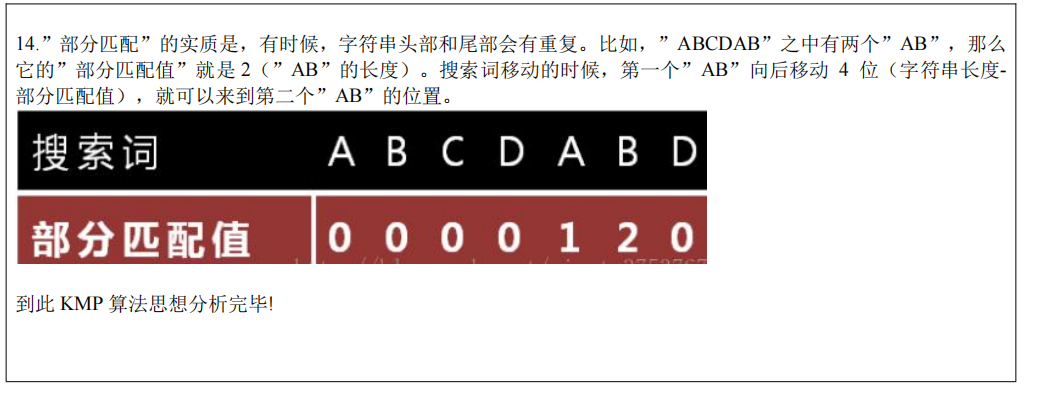 14.”部分匹配”的实质是，有时候，字符串头部和尾部会有重复。比如，”ABCDAB”之中有两个”AB”，那么
它的”部分匹配值”就是 2（”AB”的长度）。搜索词移动的时候，第一个”AB”向后移动 4 位（字符串长度-
部分匹配值），就可以来到第二个”AB”的位置。
搜索词 A B C D A B D
部分匹配值 0 0 0 0 1 2 0
到此 KMP 算法思想分析完毕!